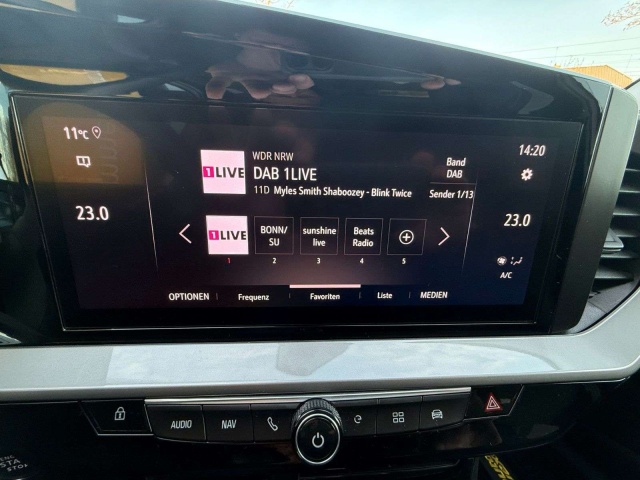 11°C
WDR NRW
DAB 1LIVE
11D Myles Smith Shaboozey - Blink Twice
1LIVE
Band
DAB
Sender 1/13
14:20
23.0
23.0
1LIVE
BONN/
SU
sunshine
live
Beats
Radio
1
2
3
4
5
A/C
OPTIONEN
Frequenz
Favoriten
Liste
MEDIEN
AUDIO
NAV
STOP